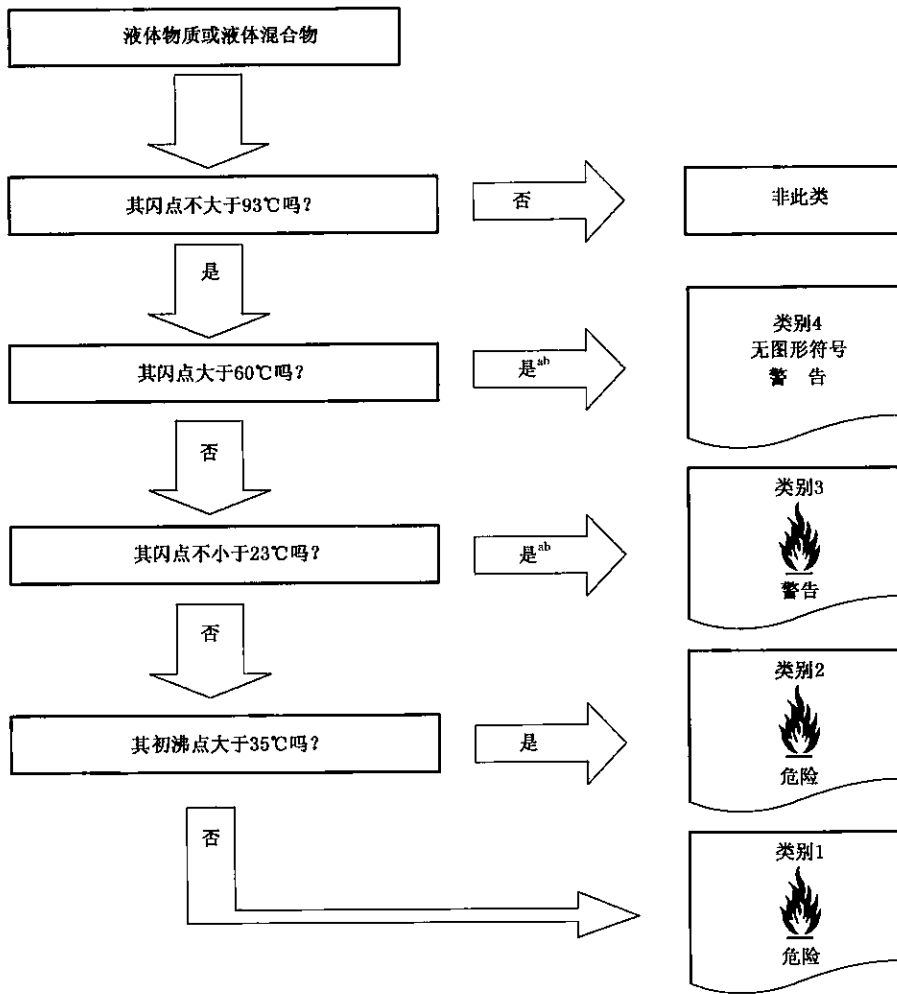 液体物质或液体混合物
其闪点不大于93℃吗?
否
非此类
是
其闪点大于60℃吗?
是ab
类别4
无图形符号
警 告
否
其闪点不小于23℃吗?
是ab
类别3
警告
否
其初沸点大于35℃吗?
是
类别2
危险
否
类别1
危险